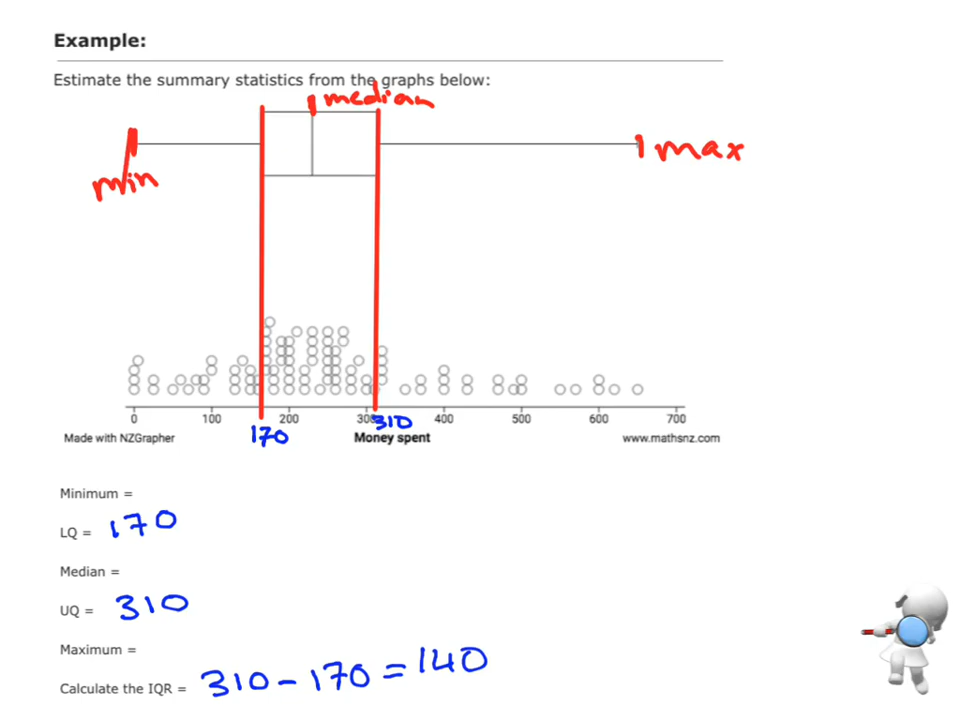 Example:
Estimate the summary statistics from the graphs below:
median
max
min
0 100 200 300 400 500 600 700
170 310
Made with NZGrapher Money spent www.mathsnz.com
Minimum =
LQ = 170
Median =
UQ = 310
Maximum =
Calculate the IQR = 310 - 170 = 140